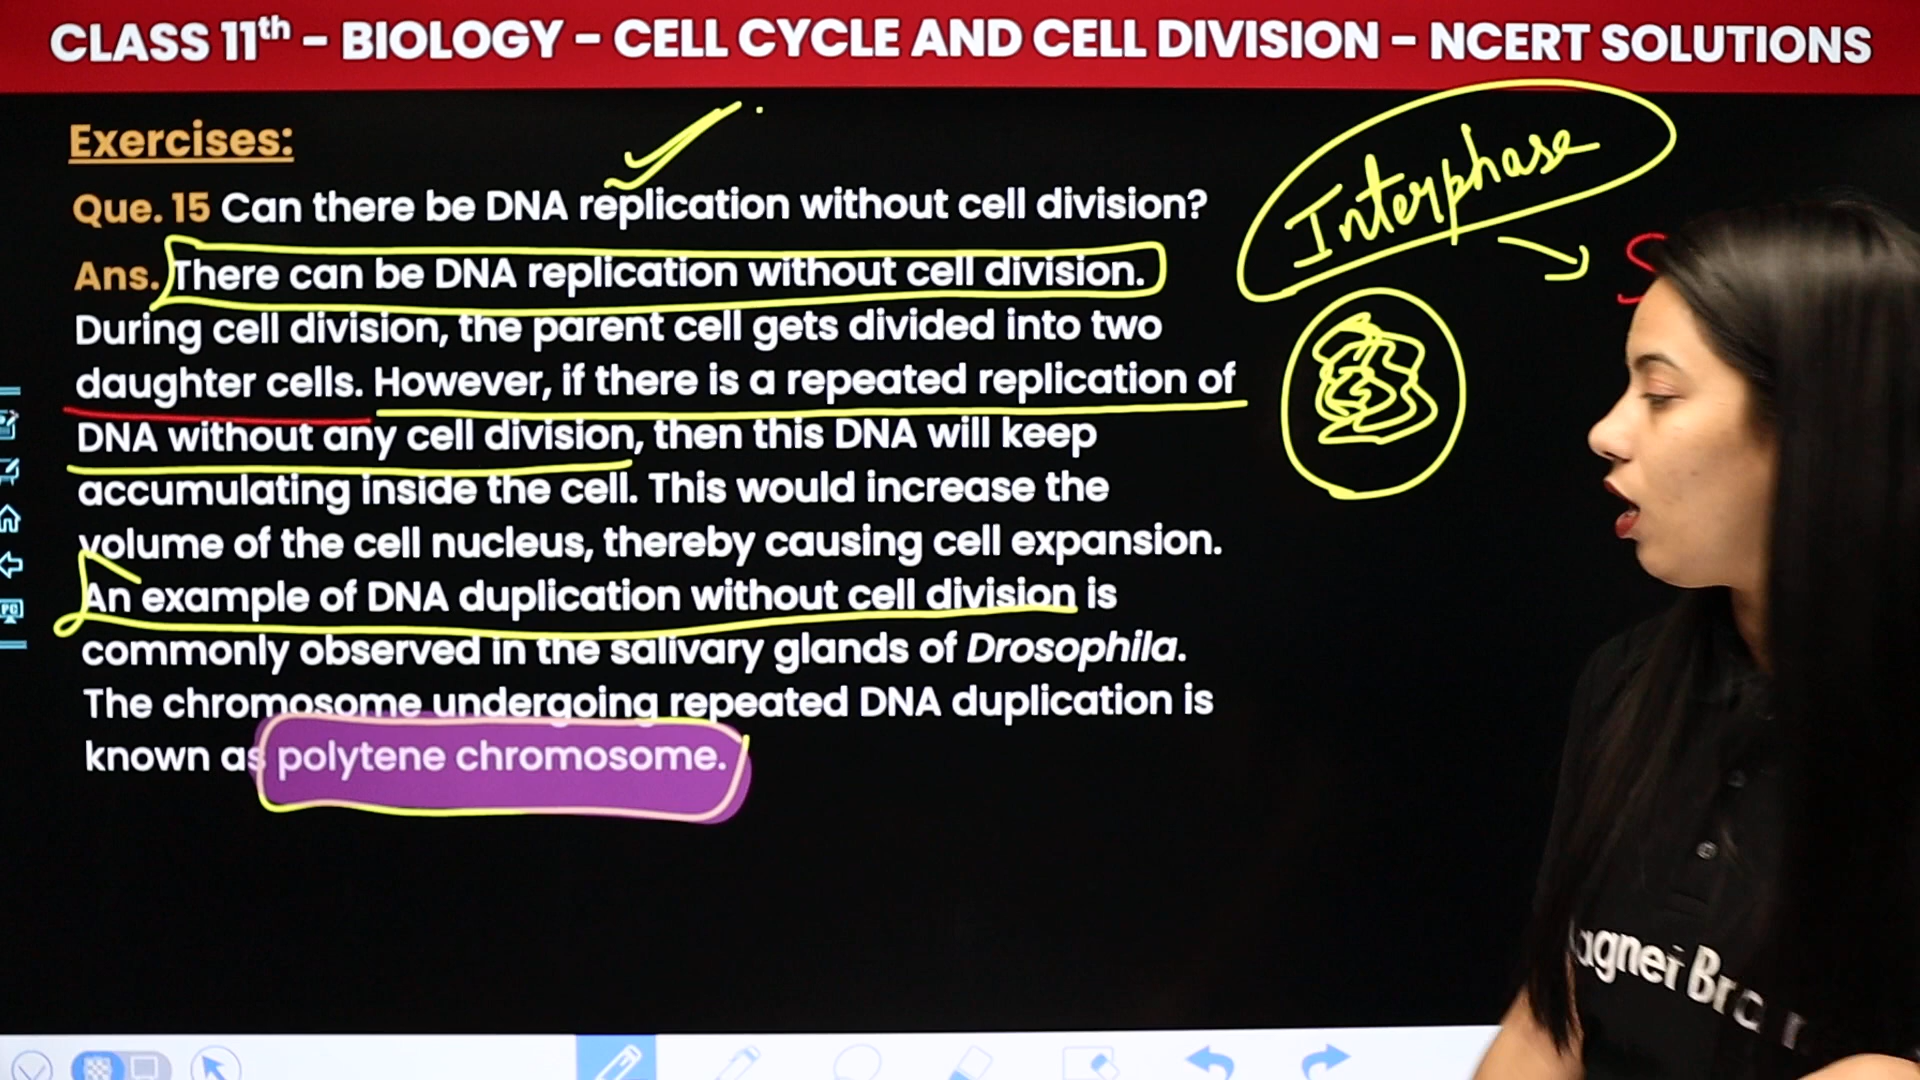 CLASS 11th - BIOLOGY - CELL CYCLE AND CELL DIVISION - NCERT SOLUTIONS
Exercises:
Que. 15 Can there be DNA replication without cell division?
Ans. There can be DNA replication without cell division.
During cell division, the parent cell gets divided into two
daughter cells. However, if there is a repeated replication of
DNA without any cell division, then this DNA will keep
accumulating inside the cell. This would increase the
volume of the cell nucleus, thereby causing cell expansion.
An example of DNA duplication without cell division is
commonly observed in the salivary glands of Drosophila.
The chromosome undergoing repeated DNA duplication is
known as polytene chromosome.
Interphase
S
PC